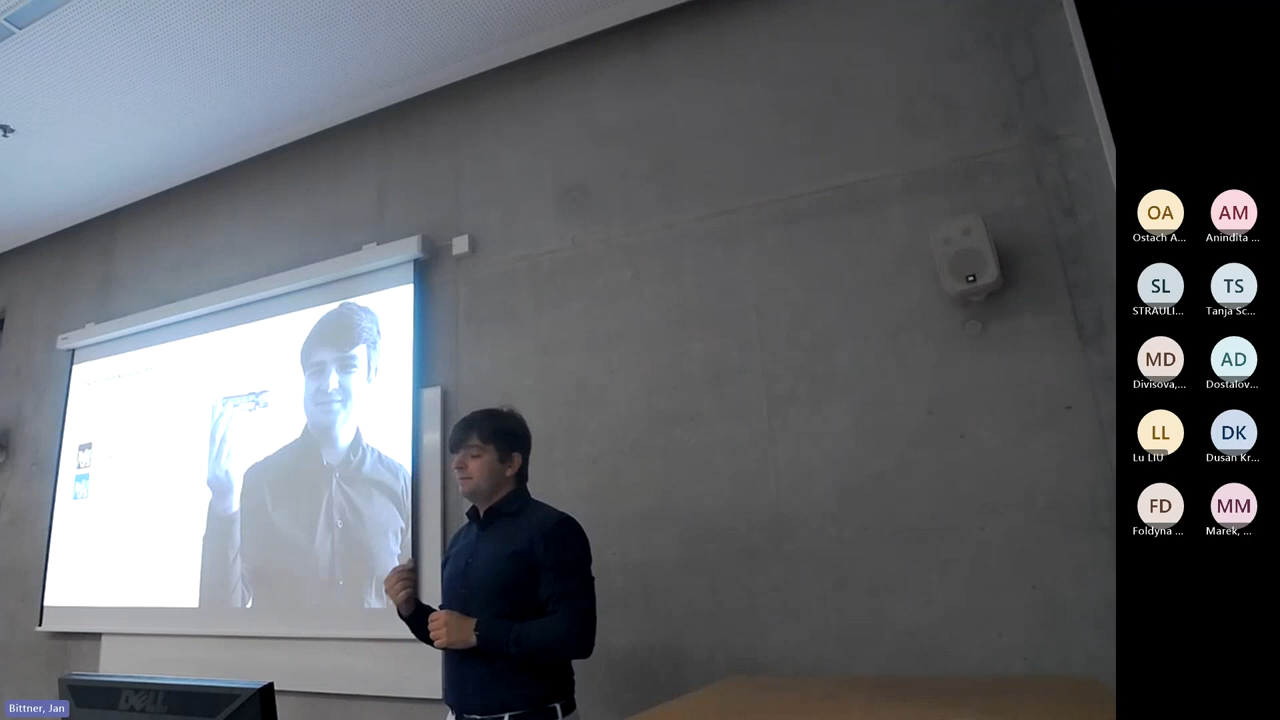 OA
AM
Ostach A...
Anindita ...
SL
TS
STRAULI...
Tanja Sc...
MD
AD
Divisova,...
Dostalov...
LL
DK
Lu LIU
Dusan Kr...
FD
MM
Foldyna ...
Marek, ...
DELL
Bittner, Jan